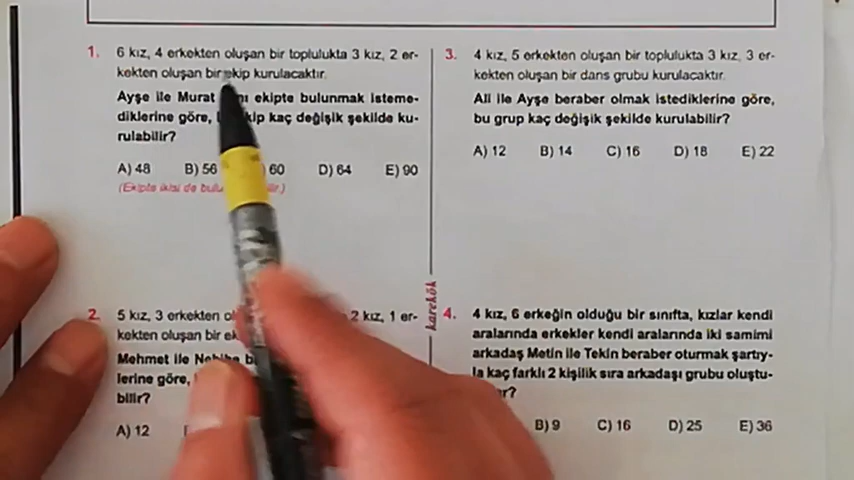 1. 6 kız, 4 erkekten oluşan bir toplulukta 3 kız, 2 er-
kekten oluşan bir ekip kurulacaktır.
Ayşe ile Murat ekipte bulunmak isteme-
diklerine göre, kaç değişik şekilde ku-
rulabilir?
A) 48 B) 56 60 D) 64 E) 90
(Ekipte ikisi de
2. 5 kız, 3 erkekten 2 kız, 1 er-
kekten oluşan bir
Mehmet ile
lerine göre,
bilir?
A) 12
karekök
3. 4 kız, 5 erkekten oluşan bir toplulukta 3 kız, 3 er-
kekten oluşan bir dans grubu kurulacaktır.
Ali ile Ayşe beraber olmak istediklerine göre,
bu grup kaç değişik şekilde kurulabilir?
A) 12 B) 14 C) 16 D) 18 E) 22
4. 4 kız, 6 erkeğin olduğu bir sınıfta, kızlar kendi
aralarında erkekler kendi aralarında iki samimi
arkadaş Metin ile Tekin beraber oturmak şartıy-
la kaç farklı 2 kişilik sıra arkadaşı grubu oluştu-
B) 9 C) 16 D) 25 E) 36